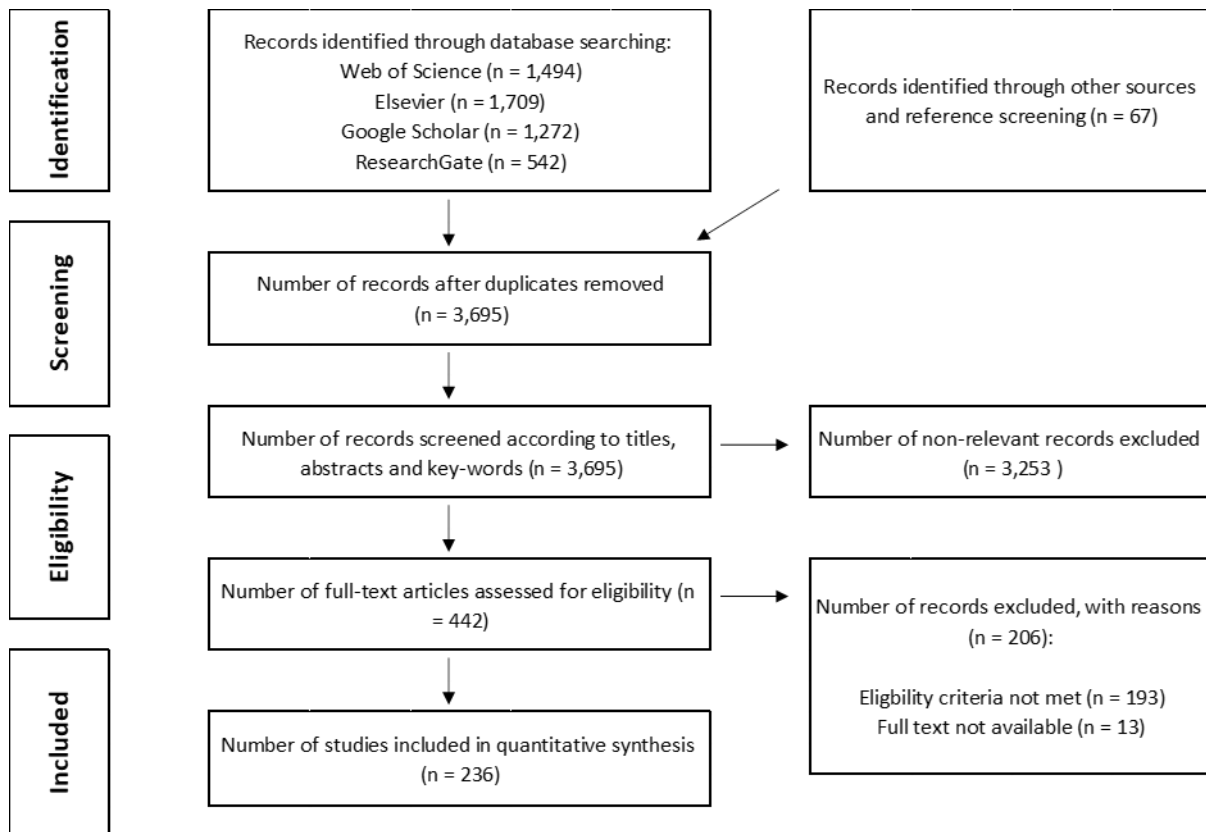 Identification
Records identified through database searching:
Web of Science (n = 1,494)
Elsevier (n = 1,709)
Google Scholar (n = 1,272)
ResearchGate (n = 542)
Records identified through other sources
and reference screening (n = 67)
Screening
Number of records after duplicates removed
(n = 3,695)
Number of records screened according to titles,
abstracts and key-words (n = 3,695)
Number of non-relevant records excluded
(n = 3,253 )
Eligibility
Number of full-text articles assessed for eligibility (n
= 442)
Number of records excluded, with reasons
(n = 206):
Eligbility criteria not met (n = 193)
Full text not available (n = 13)
Included
Number of studies included in quantitative synthesis
(n = 236)